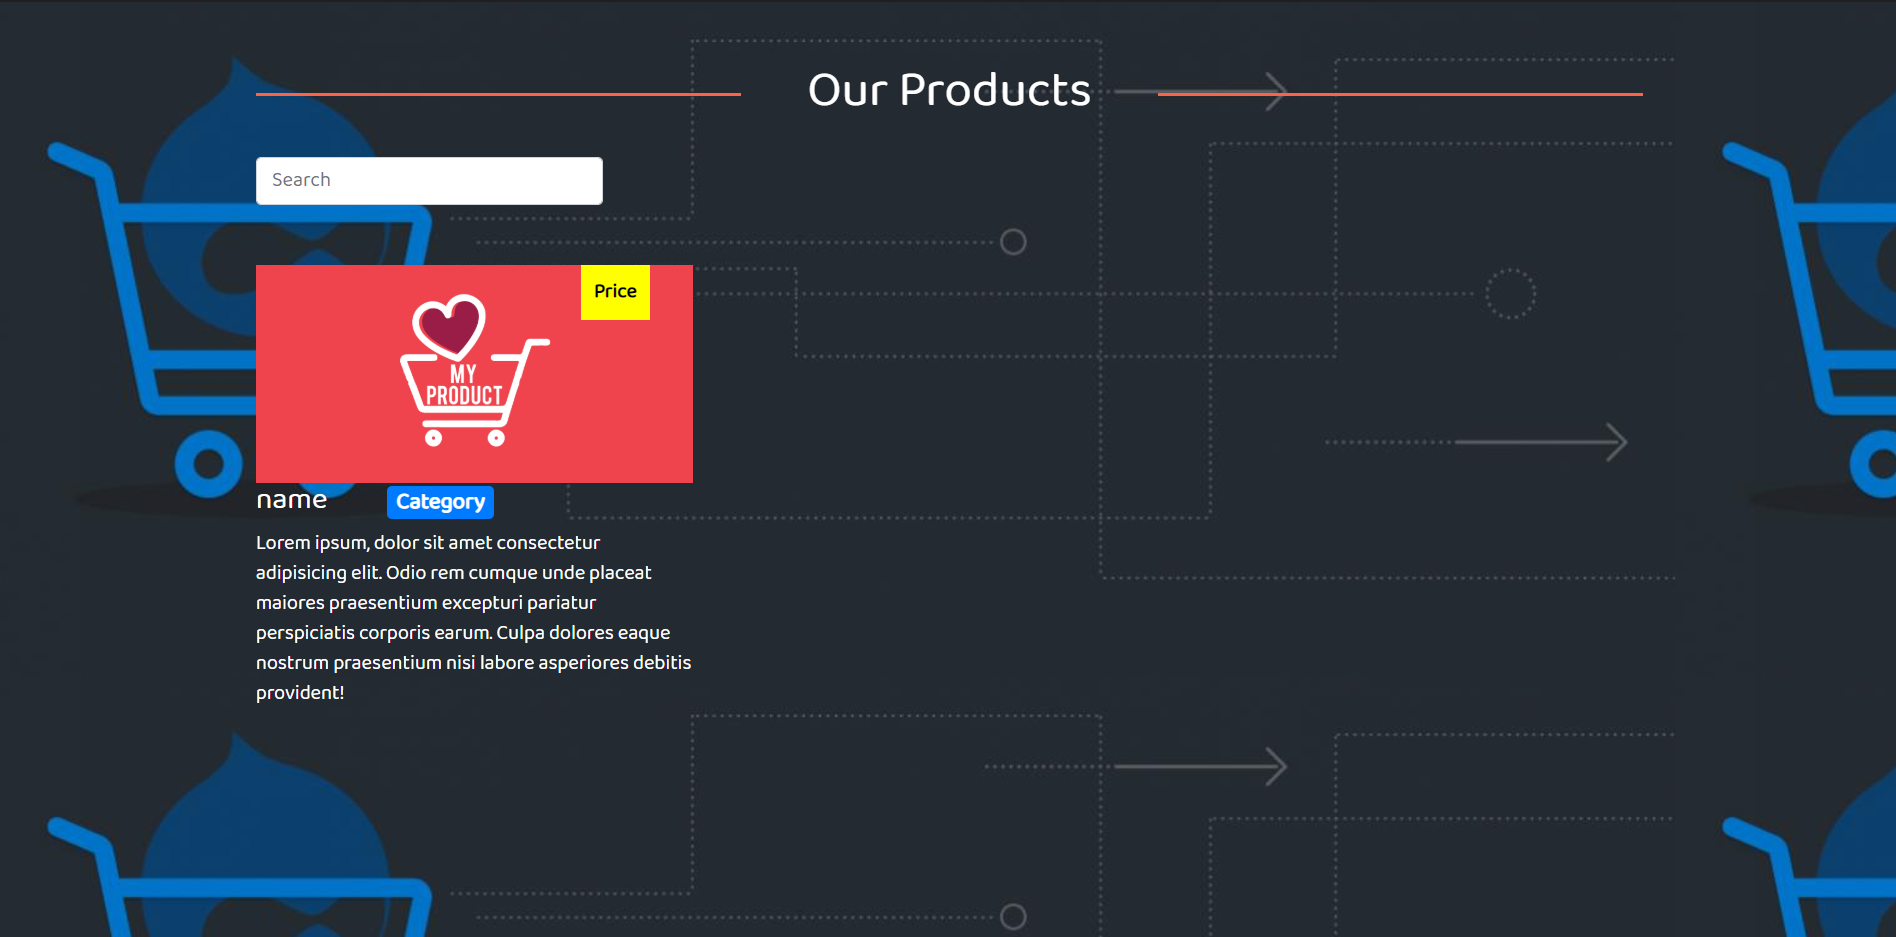 Our Products
Search
Price
MY
PRODUCT
name Category
Lorem ipsum, dolor sit amet consectetur
adipisicing elit. Odio rem cumque unde placeat
maiores praesentium excepturi pariatur
perspiciatis corporis earum. Culpa dolores eaque
nostrum praesentium nisi labore asperiores debitis
provident!